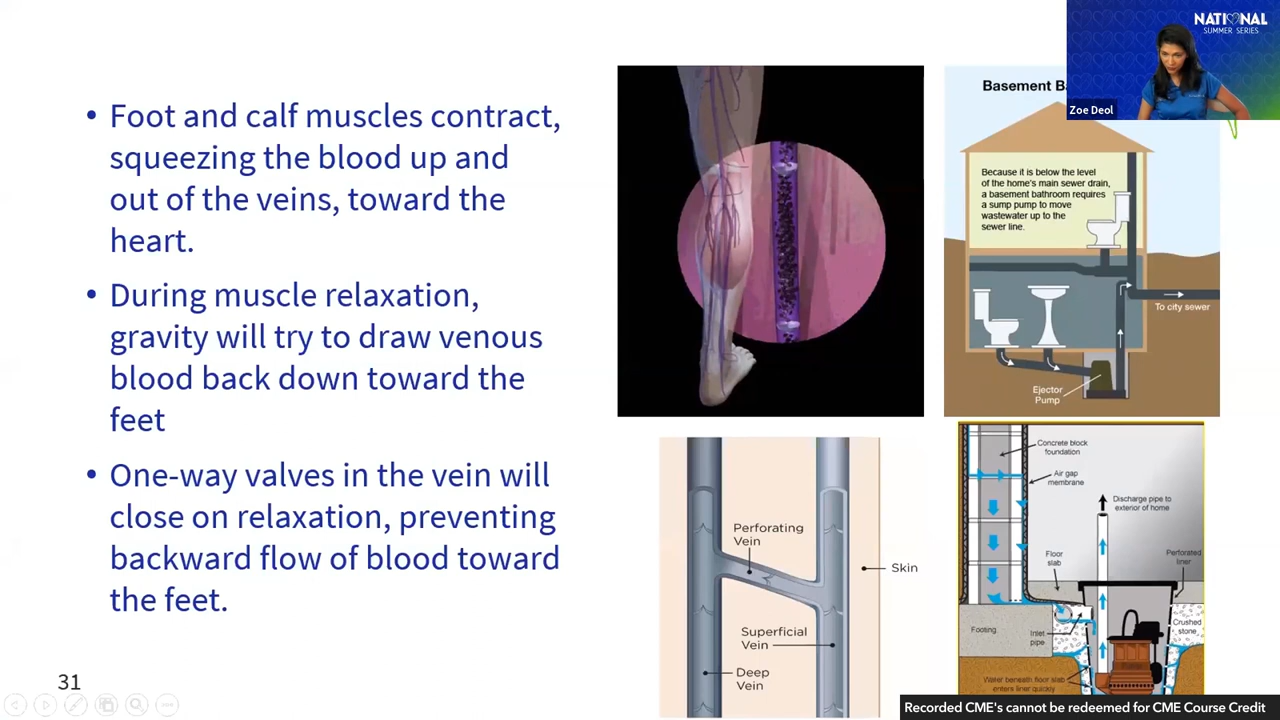 • Foot and calf muscles contract,
squeezing the blood up and
out of the veins, toward the
heart.
• During muscle relaxation,
gravity will try to draw venous
blood back down toward the
feet
• One-way valves in the vein will
close on relaxation, preventing
backward flow of blood toward
the feet.
31
Basement
Because it is below the level
of the home's main sewer drain,
a basement bathroom requires
a sump pump to move
wastewater up to the
sewer line.
To city sewer
Ejector
Pump
NATIONAL
SUMMER SERIES
Zoe Deol
Perforating
Vein
Skin
Superficial
Vein
Deep
Vein
Concrete block
foundation
Air gap
membrane
Discharge pipe to
exterior of home
Floor
slab
Perforated
liner
Footing
Inlet
pipe
Crushed
stone
Water beneath floor slab
enters liner quickly
Recorded CME's cannot be redeemed for CME Course Credit